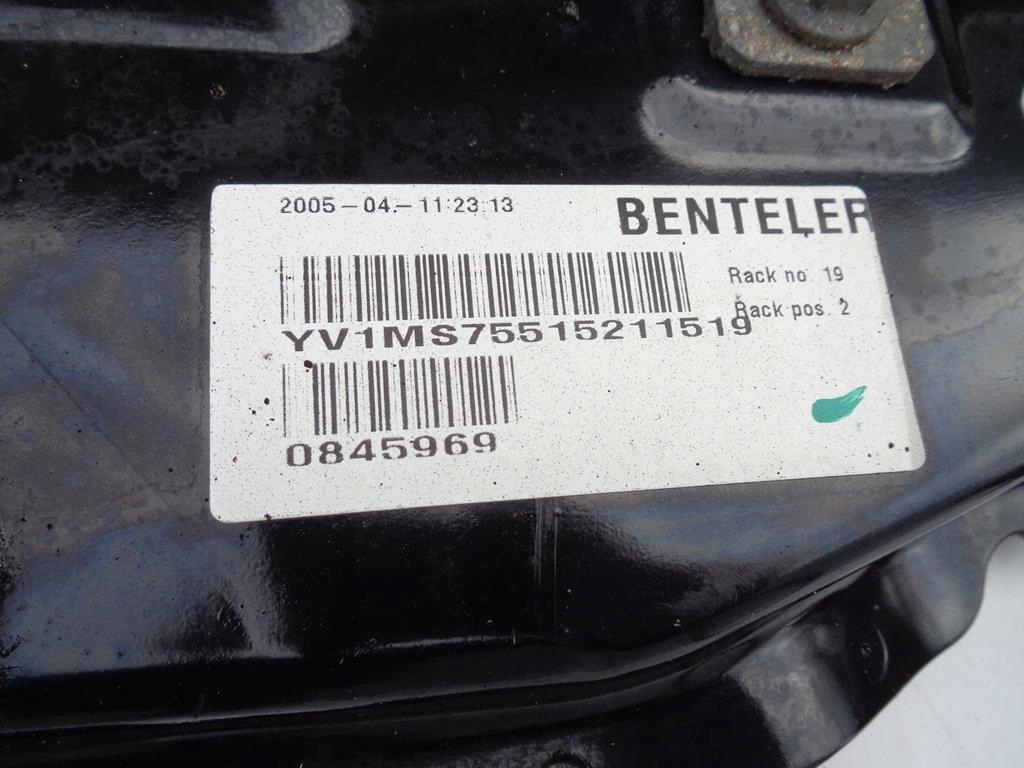 2005-04.-11:23:13
BENTELER
Rack no. 19
Rack pos. 2
YV1MS75515211519
0845969